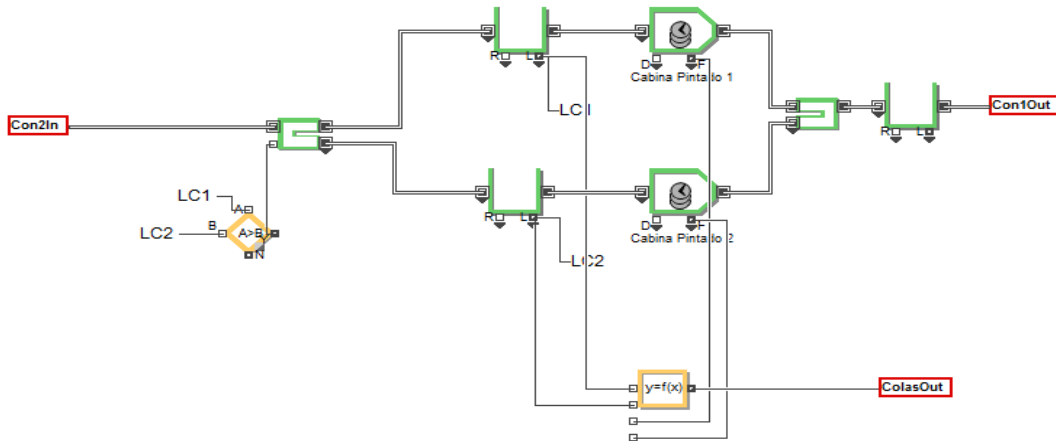 R L
D F
Cabina Pintado 1
LC1
Con2In
Con1Out
R L
LC1
A
LC2
B
A>B
N
R L
D F
Cabina Pintado 2
LC2
y=f(x)
ColasOut